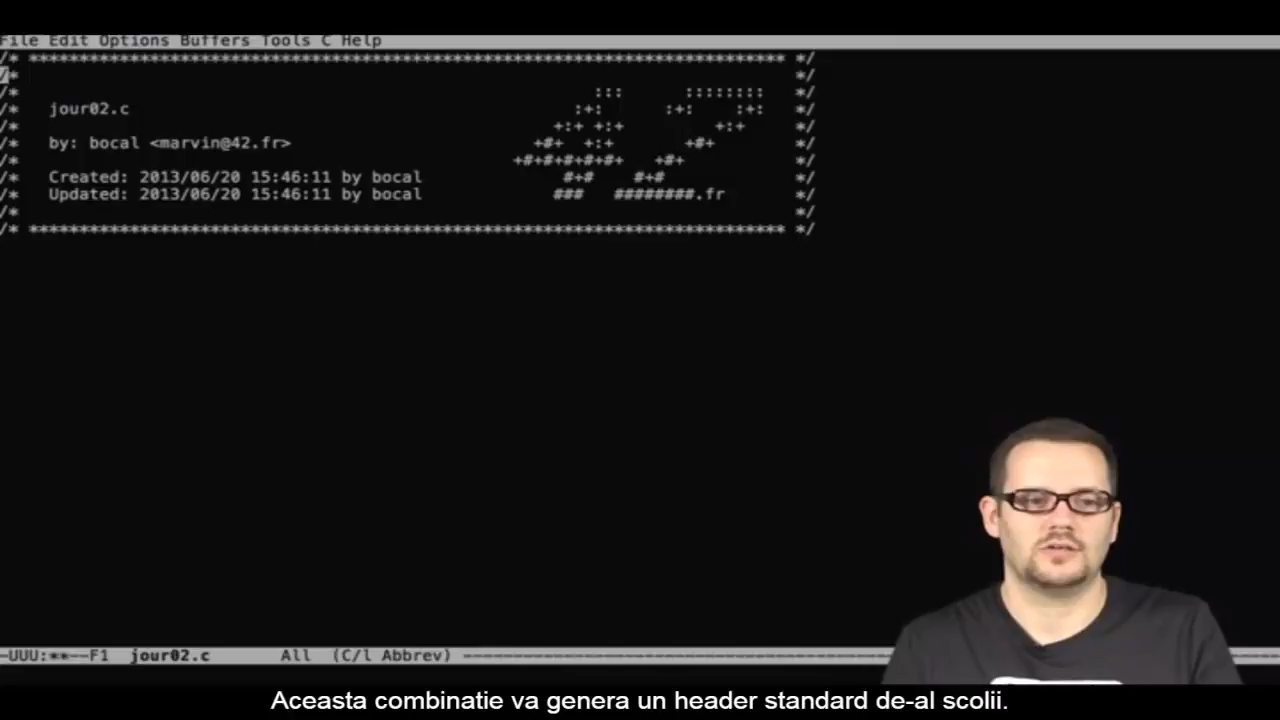 File Edit Options Buffers Tools C Help
/* *************************************************************************** */
/*                                                                             */
/*                                                         :::      ::::::::   */
/*   jour02.c                                            :+:      :+:    :+:   */
/*                                                     +:+ +:+         +:+     */
/*   by: bocal <marvin@42.fr>                        +#+  +:+       +#+        */
/*                                                 +#+#+#+#+#+   +#+           */
/*   Created: 2013/06/20 15:46:11 by bocal              #+#    #+#             */
/*   Updated: 2013/06/20 15:46:11 by bocal             ###   ########.fr       */
/*                                                                             */
/* *************************************************************************** */
-UUU:**--F1  jour02.c       All  (C/l Abbrev)
Aceasta combinatie va genera un header standard de-al scolii.